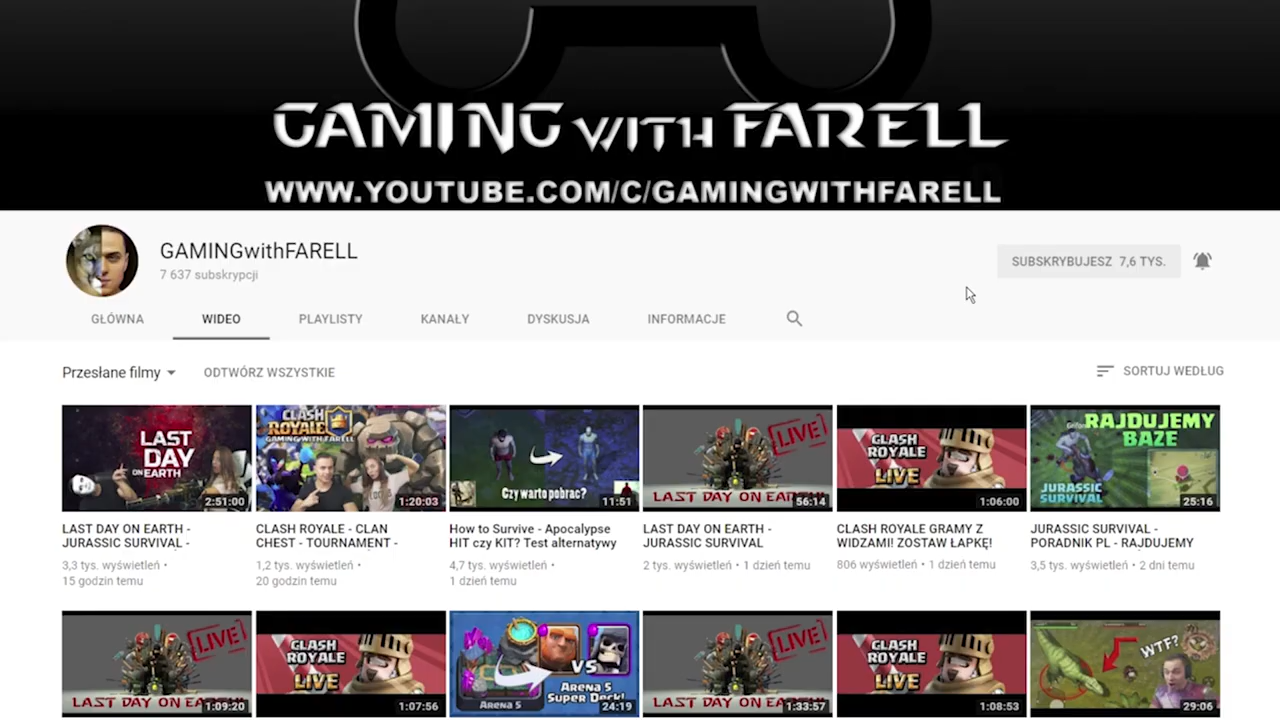 GAMING WITH FARELL
WWW.YOUTUBE.COM/C/GAMINGWITHFARELL
GAMINGwithFARELL
7 637 subskrypcji
SUBSKRYBUJESZ 7,6 TYS.
GŁÓWNA WIDEO PLAYLISTY KANAŁY DYSKUSJA INFORMACJE
Przesłane filmy ODTWÓRZ WSZYSTKIE SORTUJ WEDŁUG
LAST
DAY
ON EARTH
2:51:00
CLASH
ROYALE
GAMING WITH FARELL
1:20:03
Czy warto pobrać?
11:51
LIVE
LAST DAY ON EARTH
56:14
CLASH
ROYALE
LIVE
1:06:00
RAJDUJEMY
BAZE
JURASSIC
SURVIVAL
25:16
LAST DAY ON EARTH -
JURASSIC SURVIVAL -
3,3 tys. wyświetleń •
15 godzin temu
CLASH ROYALE - CLAN
CHEST - TOURNAMENT -
1,2 tys. wyświetleń •
20 godzin temu
How to Survive - Apocalypse
HIT czy KIT? Test alternatywy
4,7 tys. wyświetleń •
1 dzień temu
LAST DAY ON EARTH -
JURASSIC SURVIVAL
2 tys. wyświetleń • 1 dzień temu
CLASH ROYALE GRAMY Z
WIDZAMI! ZOSTAW ŁAPKĘ!
806 wyświetleń • 1 dzień temu
JURASSIC SURVIVAL -
PORADNIK PL - RAJDUJEMY
3,5 tys. wyświetleń • 2 dni temu
LIVE
LAST DAY ON EA
1:09:20
CLASH
ROYALE
LIVE
1:07:56
VS
Arena 5
Arena 5
Super Deck!
24:19
LIVE
LAST DAY ON EA
1:33:57
CLASH
ROYALE
LIVE
1:08:53
WTF?
29:06